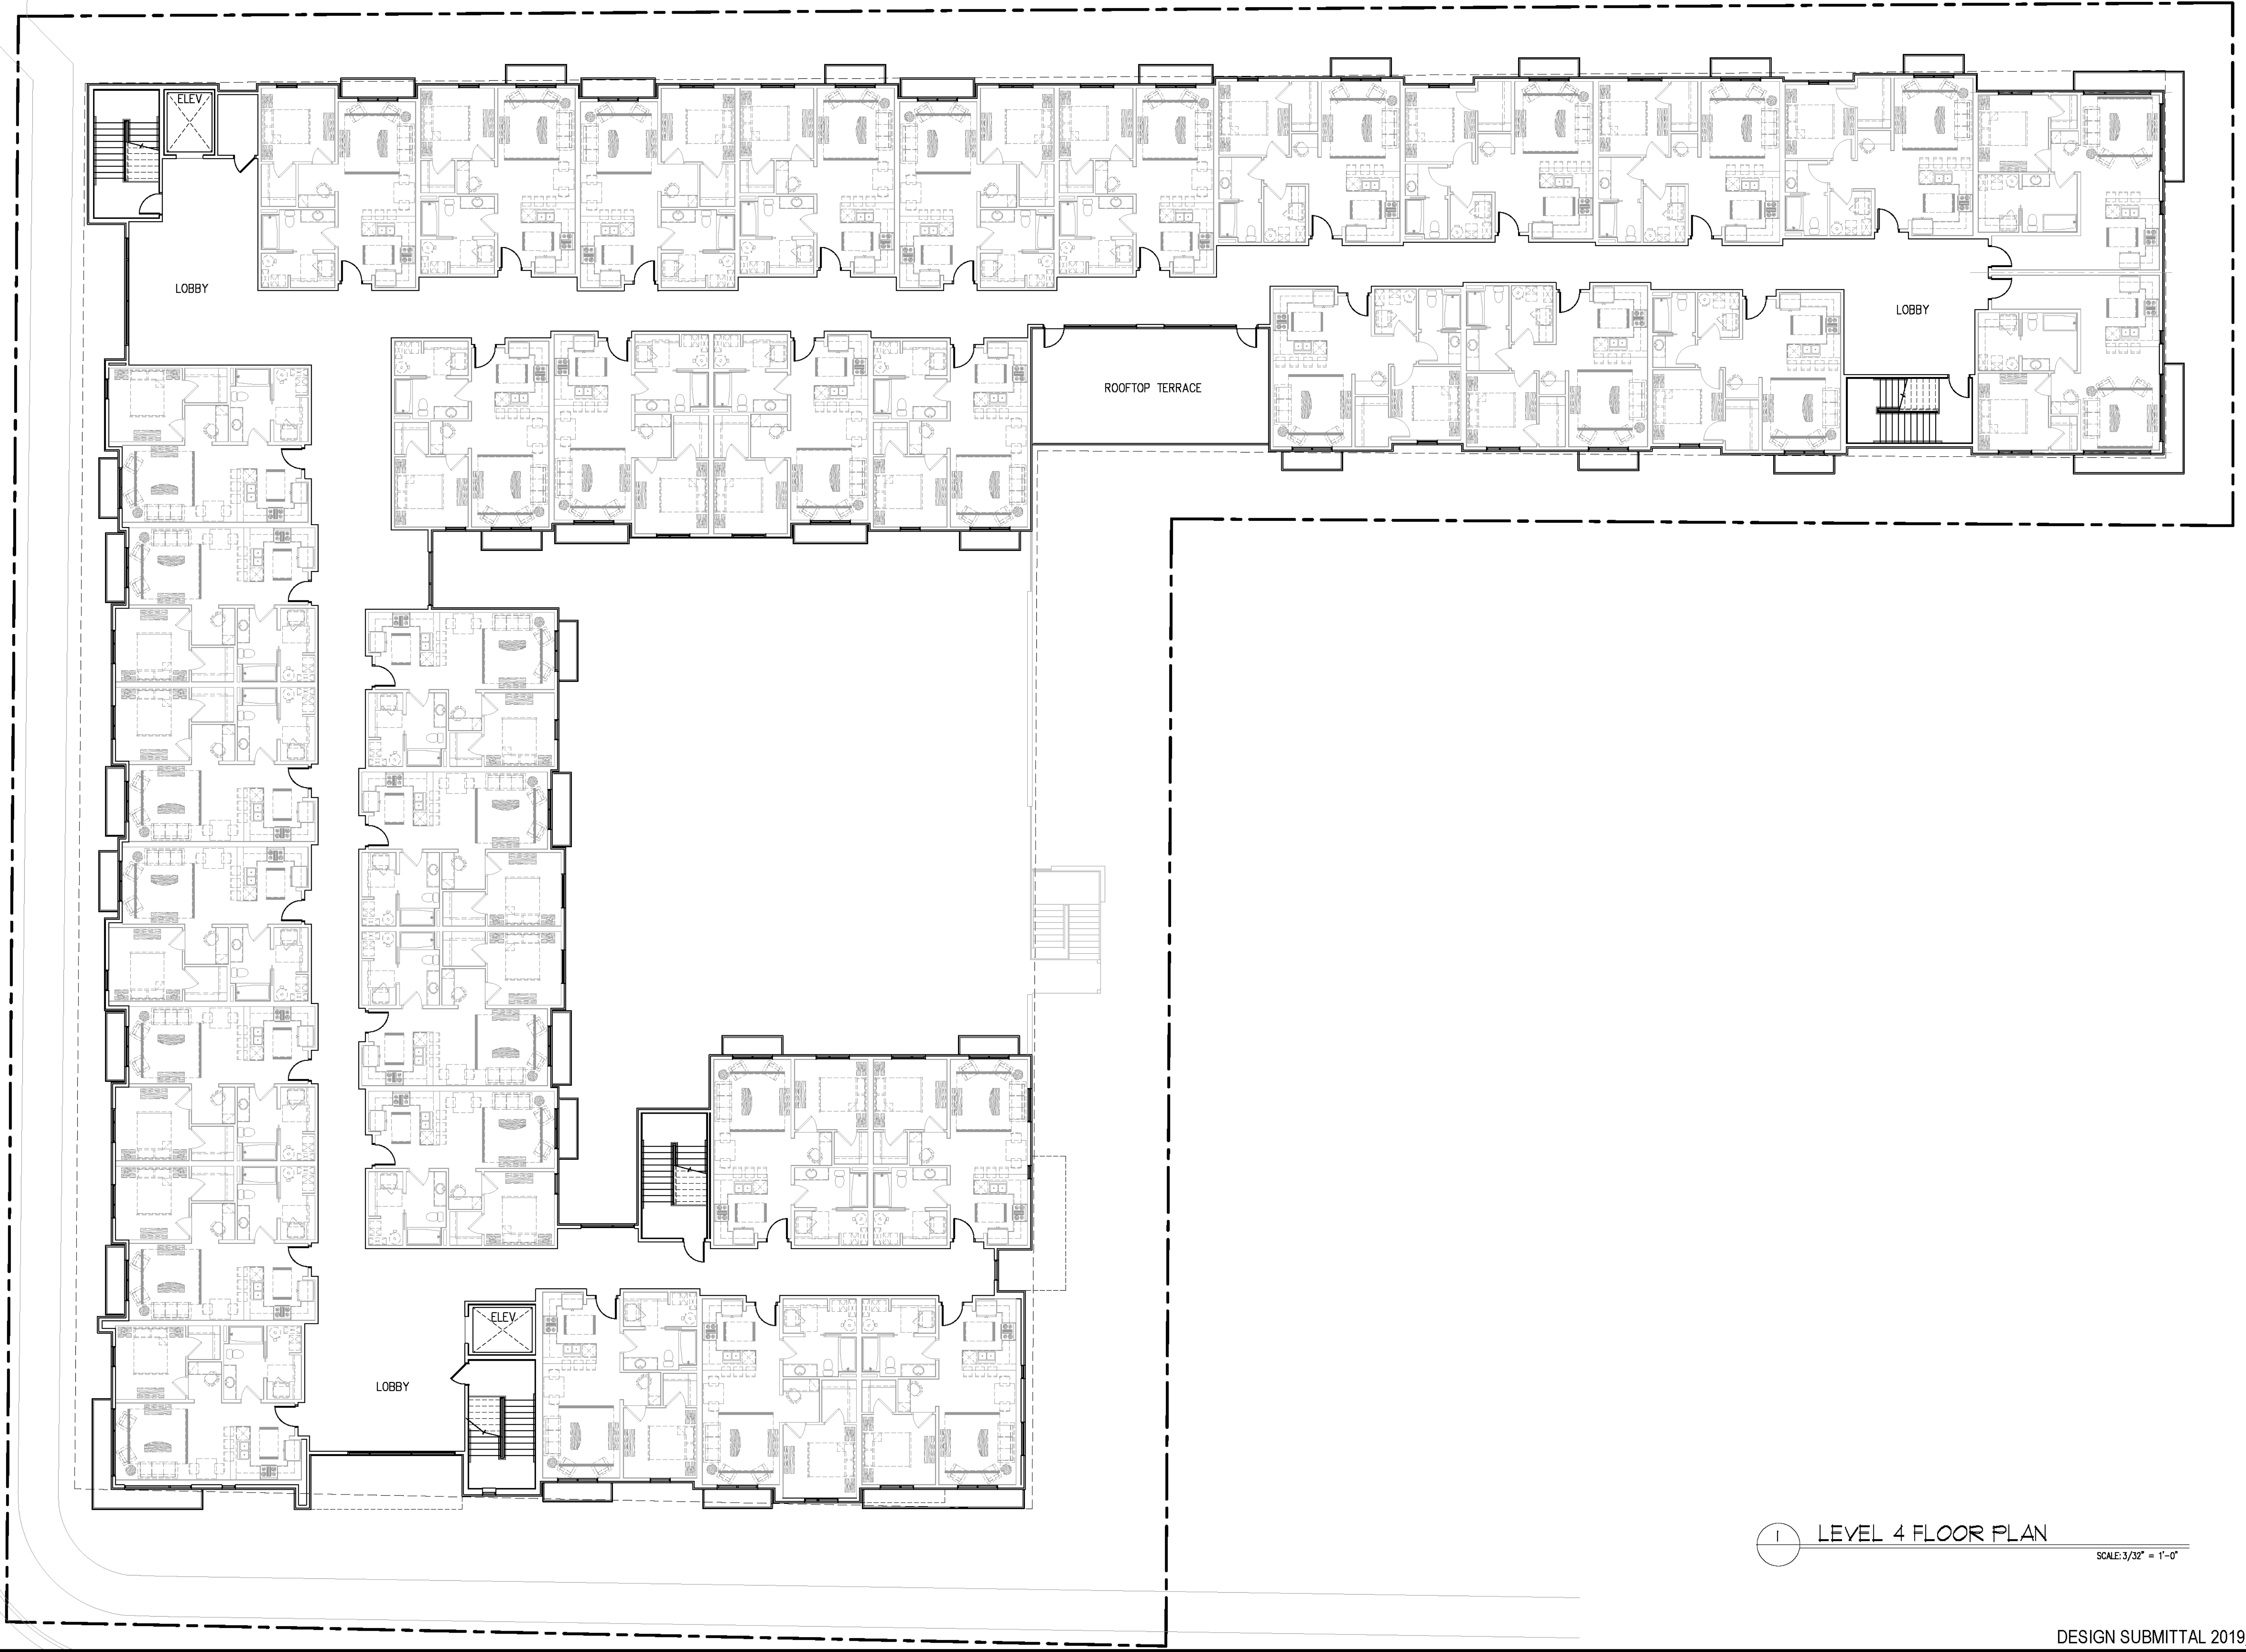 ELEV
LOBBY
LOBBY
ROOFTOP TERRACE
ELEV
LOBBY
1 LEVEL 4 FLOOR PLAN
SCALE: 3/32" = 1'-0"
DESIGN SUBMITTAL 2019